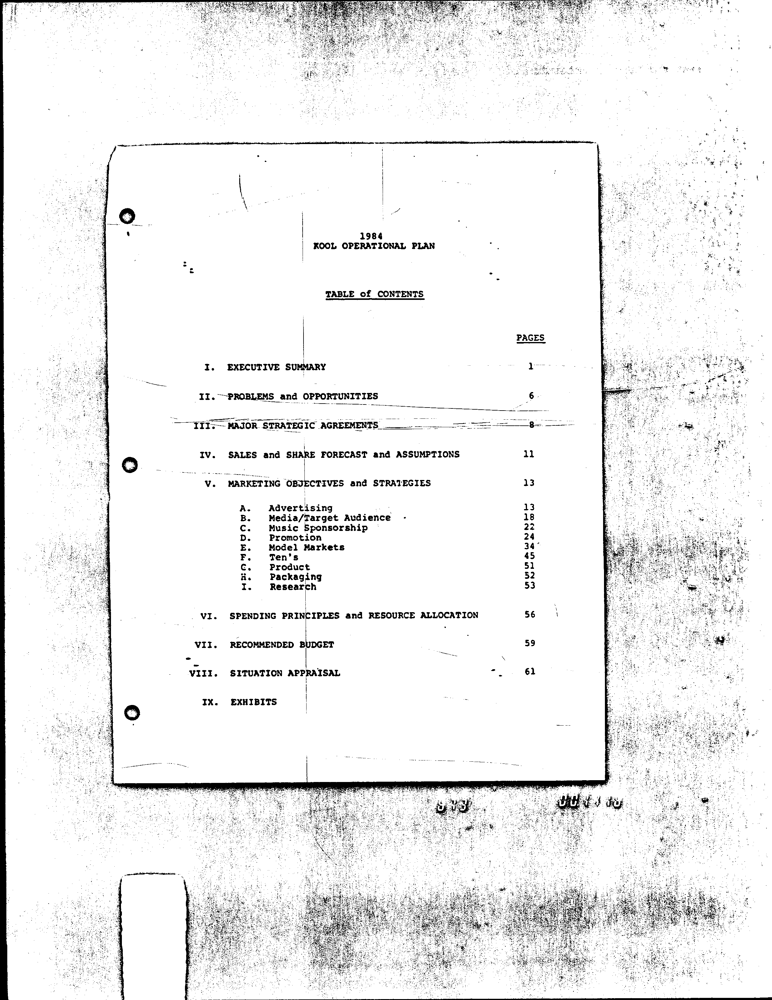 1984
KOOL OPERATIONAL PLAN
TABLE of CONTENTS
PAGES
I. EXECUTIVE SUMMARY 1
II. PROBLEMS and OPPORTUNITIES 6
III. MAJOR STRATEGIC AGREEMENTS 8
IV. SALES and SHARE FORECAST and ASSUMPTIONS 11
V. MARKETING OBJECTIVES and STRATEGIES 13
A. Advertising 13
B. Media/Target Audience 18
C. Music Sponsorship 22
D. Promotion 24
E. Model Markets 34
F. Ten's 45
G. Product 51
H. Packaging 52
I. Research 53
VI. SPENDING PRINCIPLES and RESOURCE ALLOCATION 56
VII. RECOMMENDED BUDGET 59
VIII. SITUATION APPRAISAL 61
IX. EXHIBITS